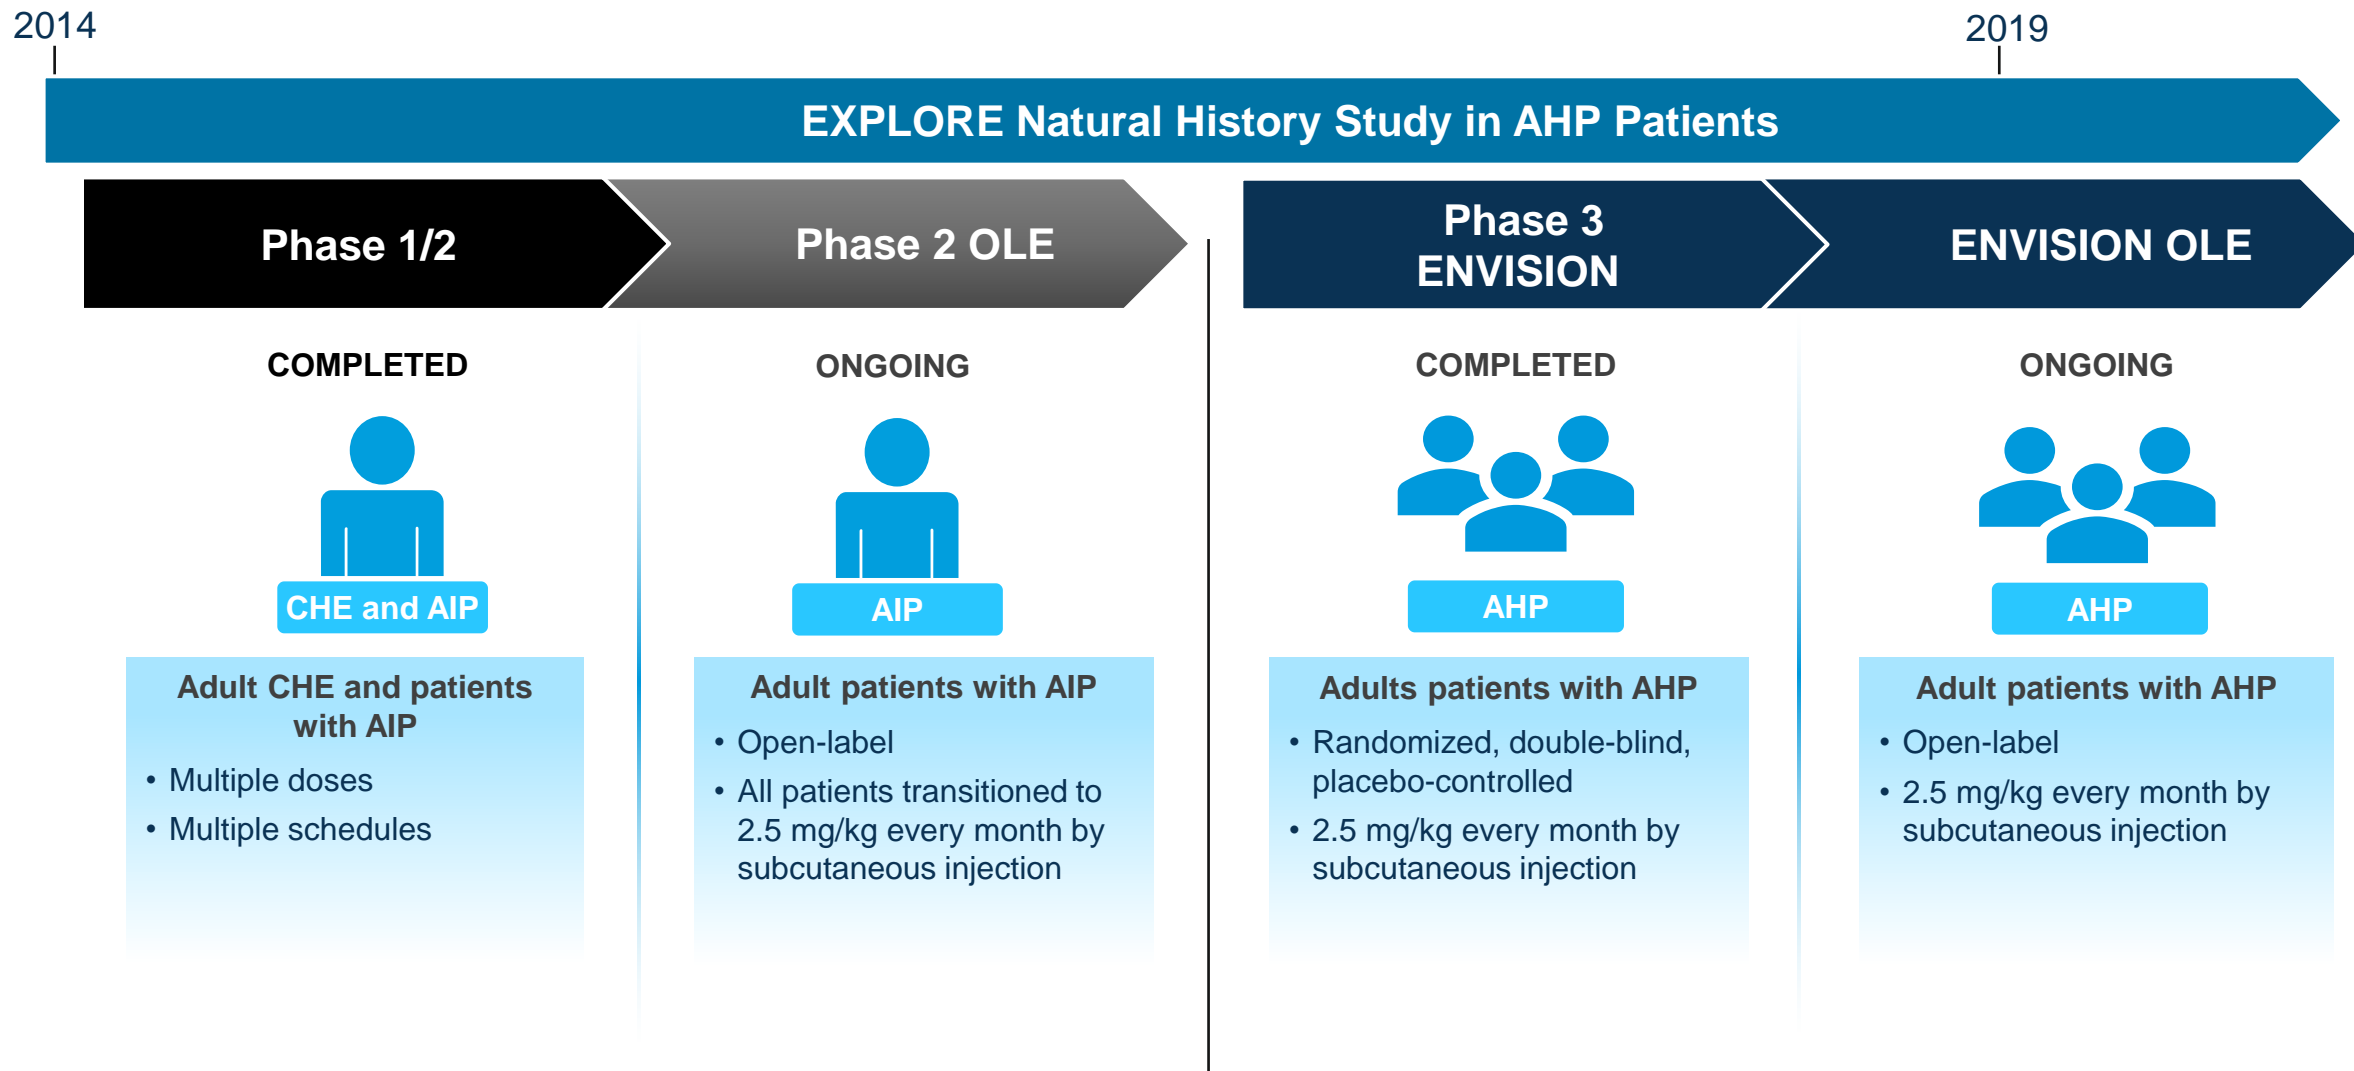 2014
2019
EXPLORE Natural History Study in AHP Patients
Phase 1/2
Phase 2 OLE
Phase 3
ENVISION
ENVISION OLE
COMPLETED
ONGOING
COMPLETED
ONGOING
CHE and AIP
AIP
AHP
AHP
Adult CHE and patients
with AIP
• Multiple doses
• Multiple schedules
Adult patients with AIP
• Open-label
• All patients transitioned to
2.5 mg/kg every month by
subcutaneous injection
Adults patients with AHP
• Randomized, double-blind,
placebo-controlled
• 2.5 mg/kg every month by
subcutaneous injection
Adult patients with AHP
• Open-label
• 2.5 mg/kg every month by
subcutaneous injection